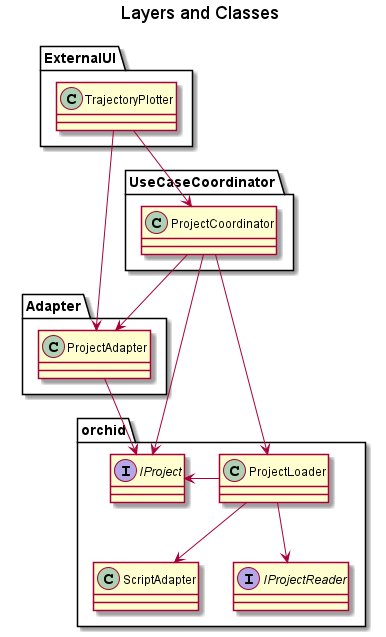 Layers and Classes
ExternalUI
C TrajectoryPlotter
UseCaseCoordinator
C ProjectCoordinator
Adapter
C ProjectAdapter
orchid
I IProject
C ProjectLoader
C ScriptAdapter
I IProjectReader